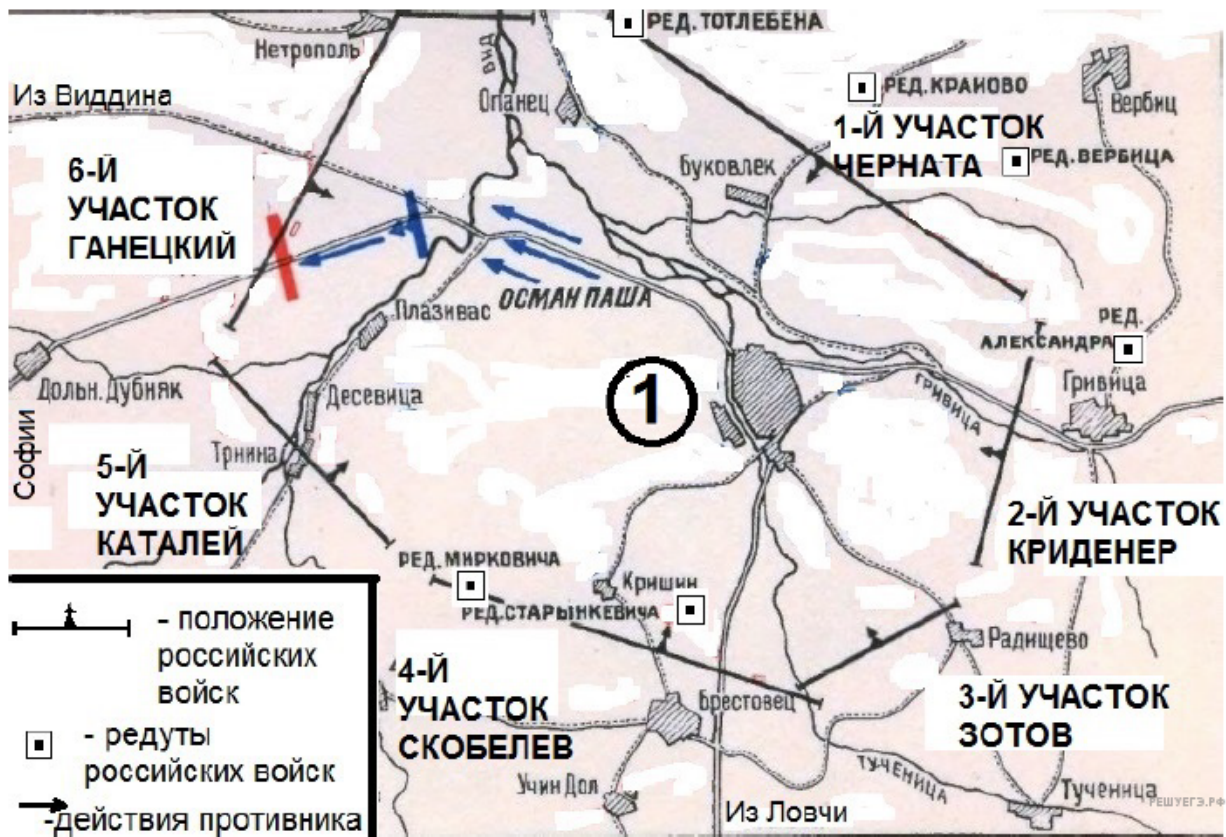 РЕД. ТОТЛЕБЕНА
Нетрополь
ВИД
Из Виддина
Опанец
РЕД. КРАНОВО
Вербиц
1-Й УЧАСТОК
ЧЕРНАТА
РЕД. ВЕРБИЦА
Буковлек
6-Й
УЧАСТОК
ГАНЕЦКИЙ
ОСМАН ПАША
Плазивас
РЕД.
АЛЕКСАНДРА
Дольн. Дубняк
Десевица
1
ГРИВИЦА
Гривица
Софии
Трнина
5-Й
УЧАСТОК
КАТАЛЕЙ
2-Й УЧАСТОК
КРИДЕНЕР
РЕД. МИРКОВИЧА
Кришин
РЕД. СТАРЫНКЕВИЧА
Радищево
4-Й
УЧАСТОК
СКОБЕЛЕВ
Брестовец
3-Й УЧАСТОК
ЗОТОВ
Учин Дол
Из Ловчи
ТУЧЕНИЦА
Тученица
РЕШУЕГЭ.РФ
- положение
российских
войск
- редуты
российских войск
-действия противника